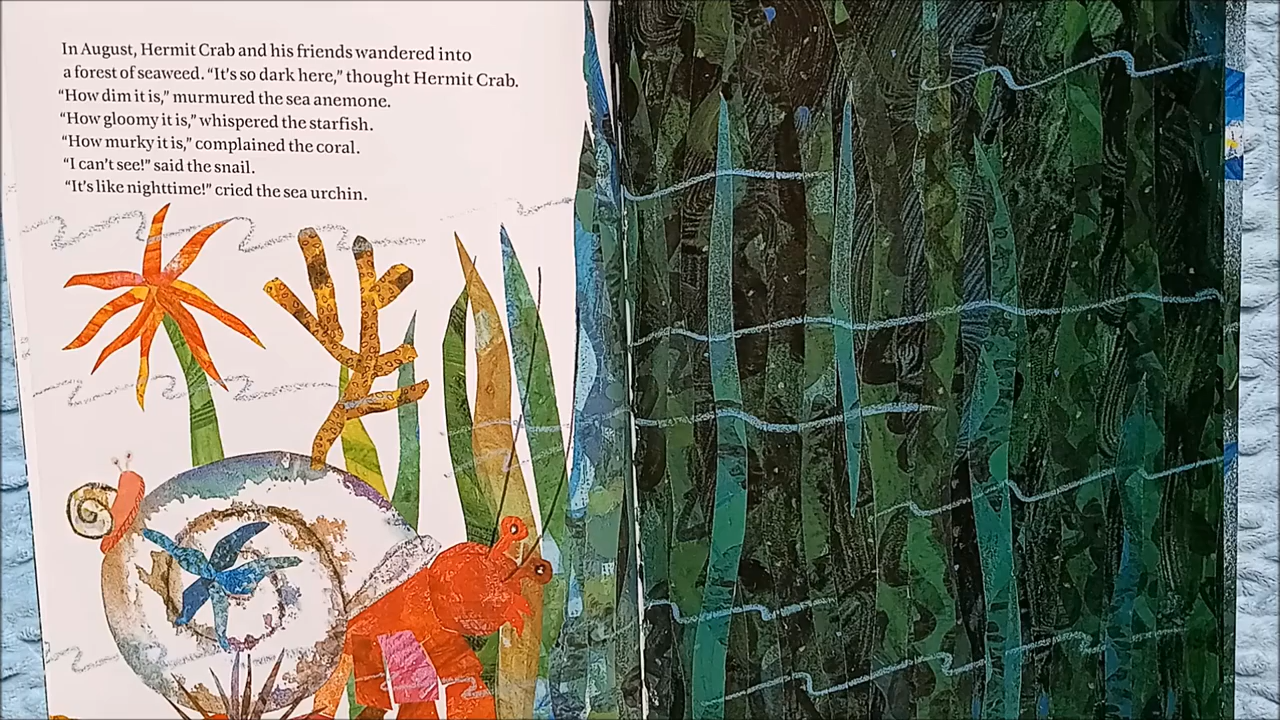 In August, Hermit Crab and his friends wandered into
a forest of seaweed. “It’s so dark here,” thought Hermit Crab.
“How dim it is,” murmured the sea anemone.
“How gloomy it is,” whispered the starfish.
“How murky it is,” complained the coral.
“I can’t see!” said the snail.
“It’s like nighttime!” cried the sea urchin.